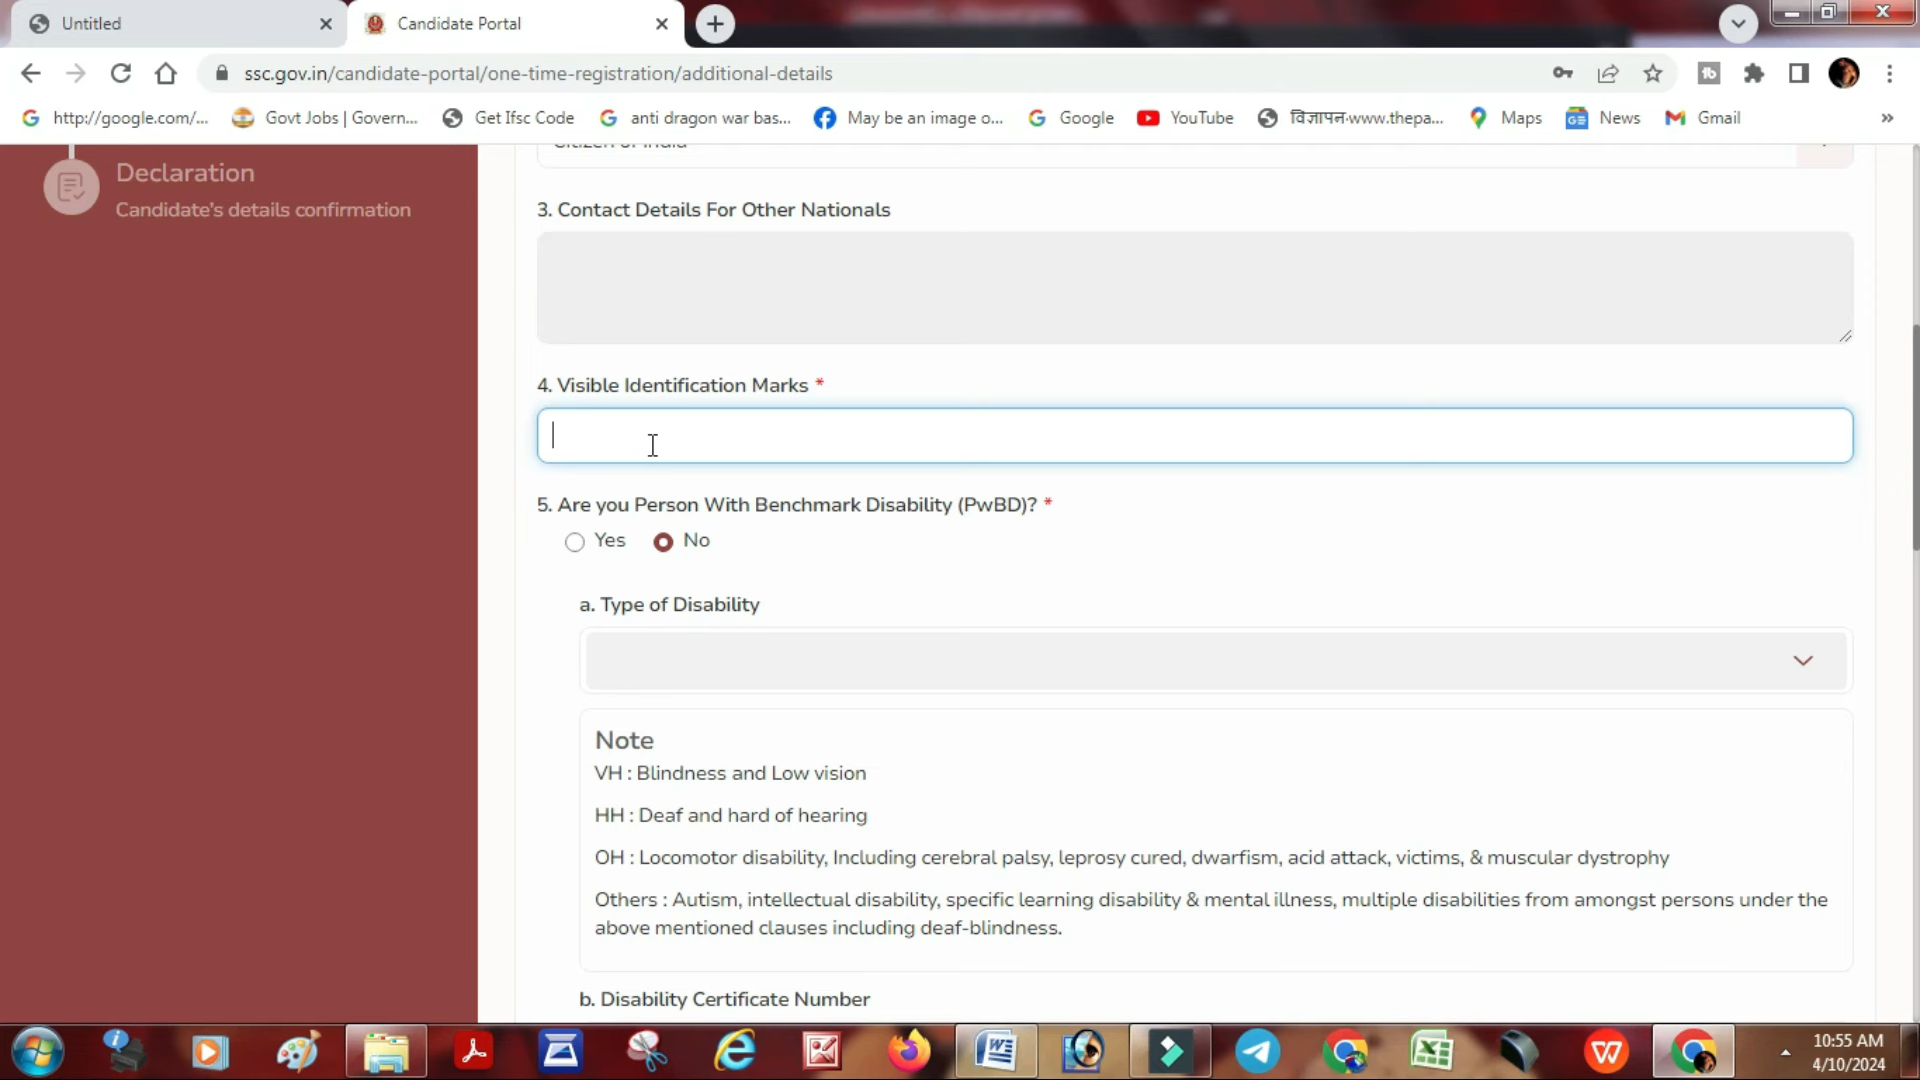 Untitled
Candidate Portal
ssc.gov.in/candidate-portal/one-time-registration/additional-details
http://google.com/...
Govt Jobs | Govern...
Get Ifsc Code
anti dragon war bas...
May be an image o...
Google
YouTube
विज्ञापन-www.thepa...
Maps
News
Gmail
Declaration
Candidate's details confirmation
Citizen of India
3. Contact Details For Other Nationals
4. Visible Identification Marks *
5. Are you Person With Benchmark Disability (PwBD)? *
Yes
No
a. Type of Disability
Note
VH : Blindness and Low vision
HH : Deaf and hard of hearing
OH : Locomotor disability, Including cerebral palsy, leprosy cured, dwarfism, acid attack, victims, & muscular dystrophy
Others : Autism, intellectual disability, specific learning disability & mental illness, multiple disabilities from amongst persons under the
above mentioned clauses including deaf-blindness.
b. Disability Certificate Number
10:55 AM
4/10/2024